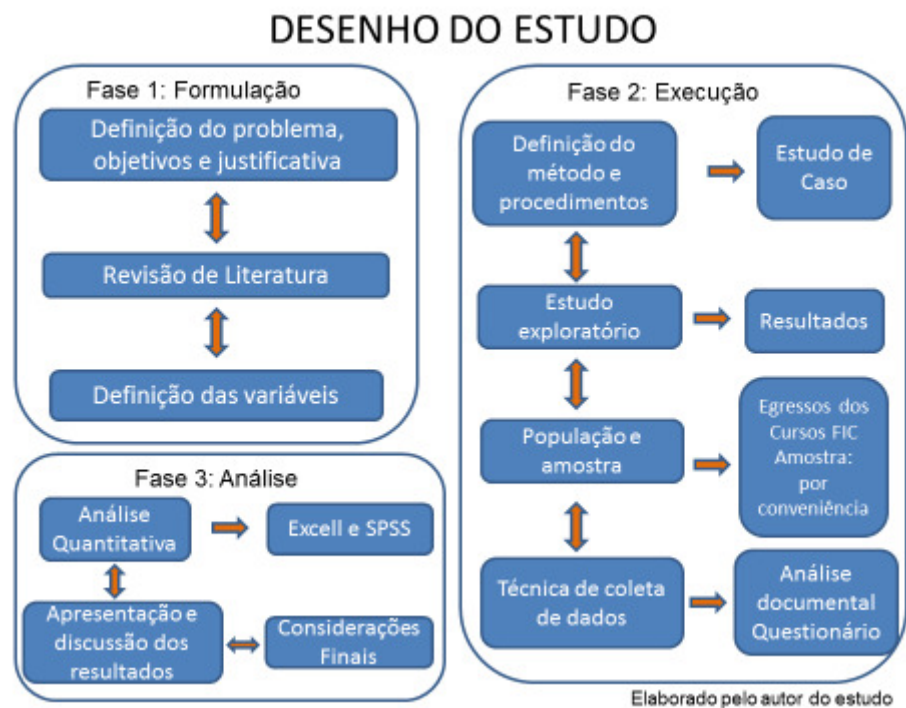 DESENHO DO ESTUDO
Fase 1: Formulação
Definição do problema,
objetivos e justificativa
Revisão de Literatura
Definição das variáveis
Fase 2: Execução
Definição do
método e
procedimentos
Estudo de
Caso
Estudo
exploratório
Resultados
População e
amostra
Egressos dos
Cursos FIC
Amostra:
por
conveniência
Técnica de coleta
de dados
Análise
documental
Questionário
Fase 3: Análise
Análise
Quantitativa
Excell e SPSS
Apresentação e
discussão dos
resultados
Considerações
Finais
Elaborado pelo autor do estudo